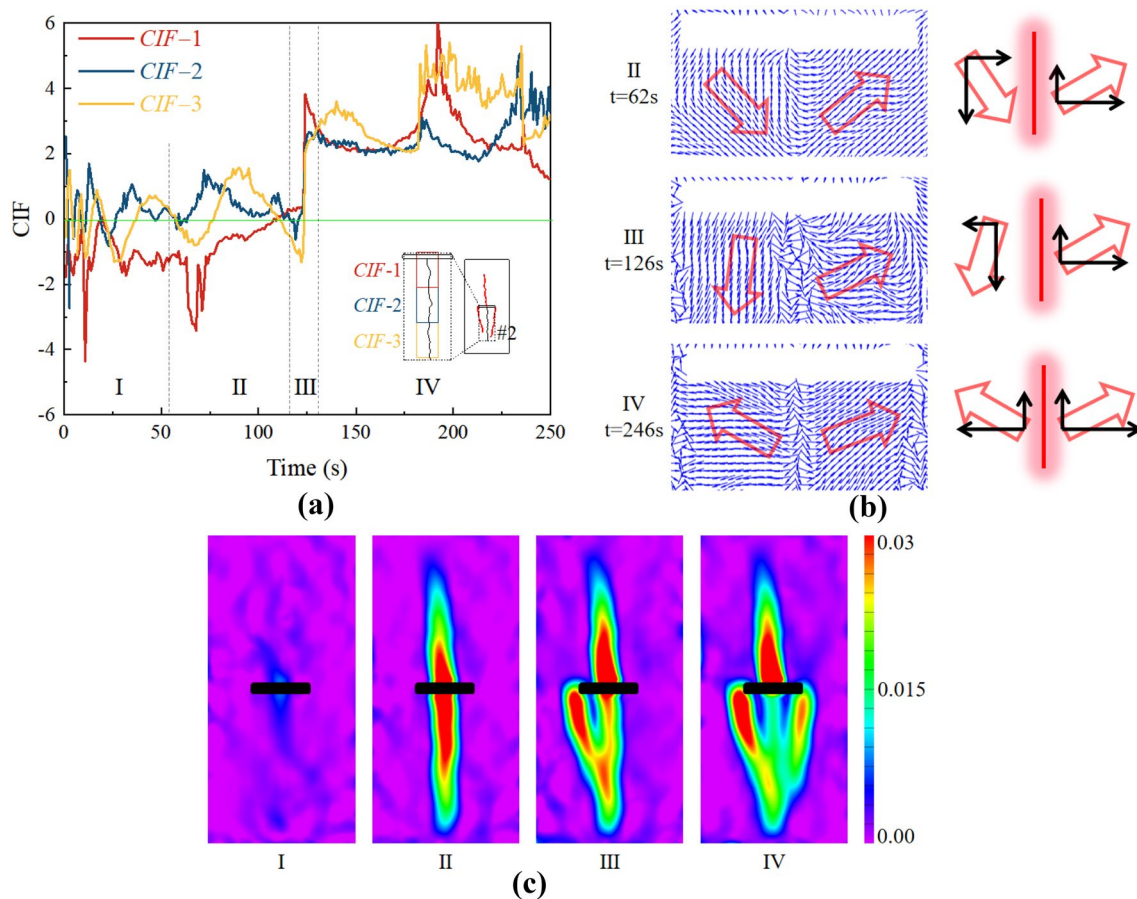 6
4
2
0
-2
-4
-6
CIF
CIF−1
CIF−2
CIF−3
CIF-1
CIF-2
CIF-3
#2
I II III IV
0 50 100 150 200 250
Time (s)
(a)
II
t=62s
III
t=126s
IV
t=246s
(b)
0.03
0.015
0.00
I II III IV
(c)